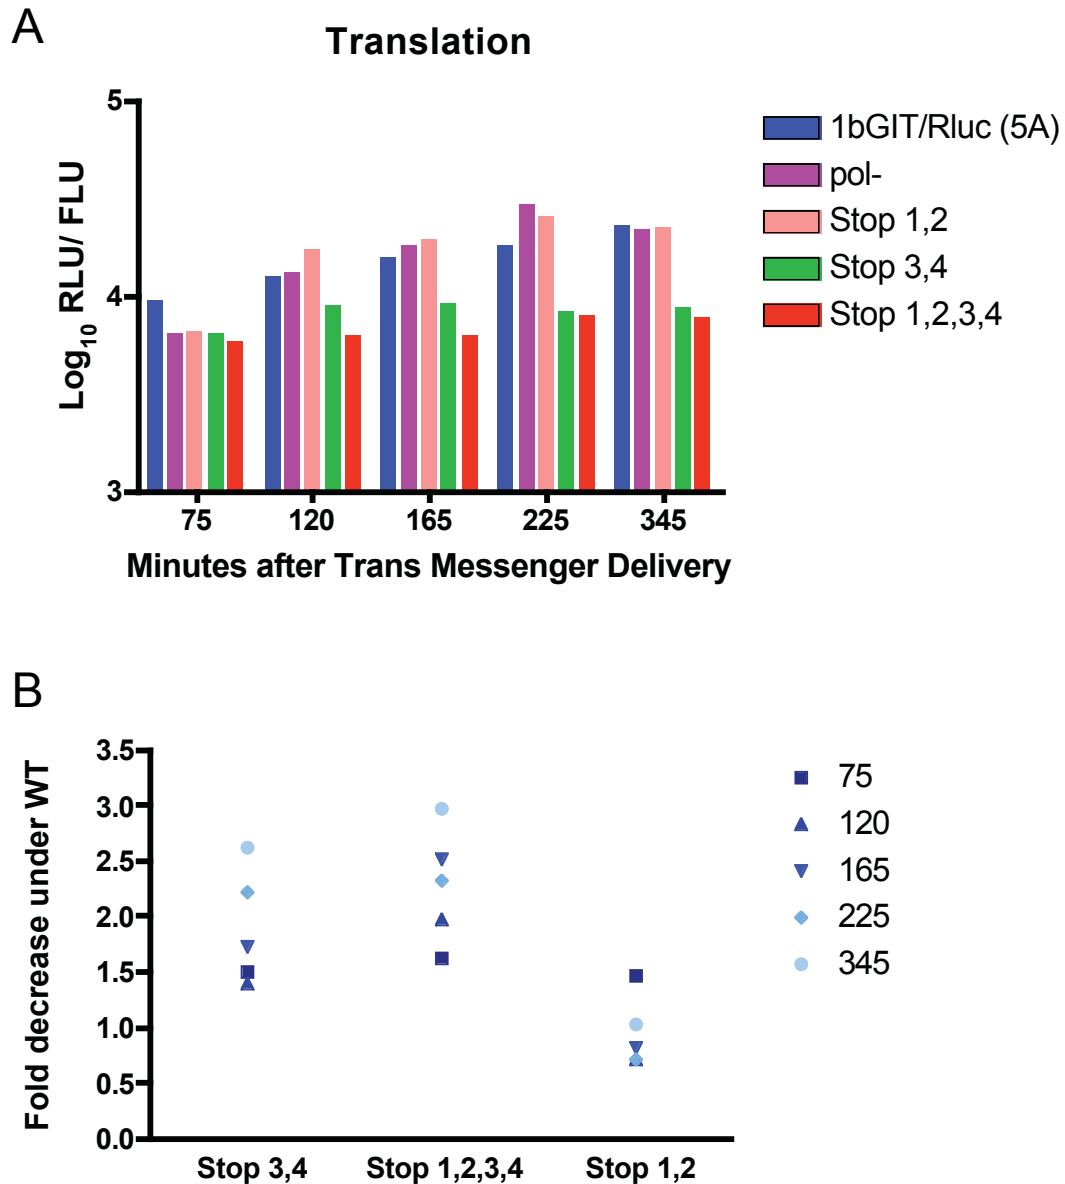 A
Translation
5
4
3
Log10 RLU/ FLU
75 120 165 225 345
Minutes after Trans Messenger Delivery
1bGIT/Rluc (5A)
pol-
Stop 1,2
Stop 3,4
Stop 1,2,3,4
B
3.5
3.0
2.5
2.0
1.5
1.0
0.5
0.0
Fold decrease under WT
Stop 3,4 Stop 1,2,3,4 Stop 1,2
75
120
165
225
345